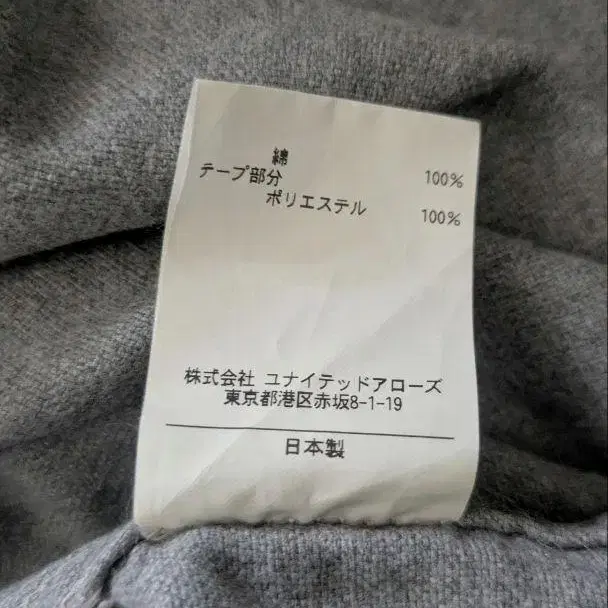 綿 100%
テープ部分
ポリエステル 100%
株式会社 ユナイテッドアローズ
東京都港区赤坂8-1-19
日本製